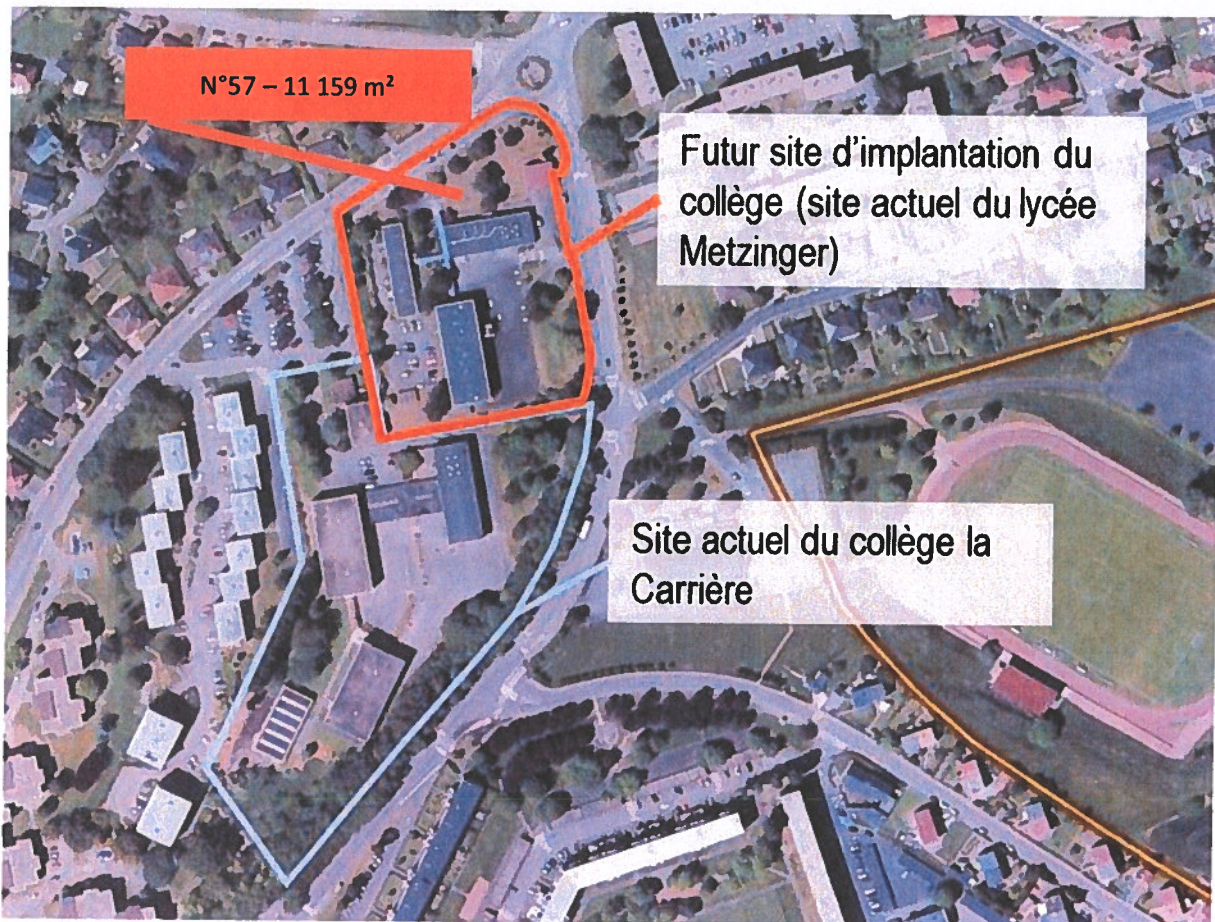 N°57 – 11 159 m²
Futur site d'implantation du
collège (site actuel du lycée
Metzinger)
Site actuel du collège la
Carrière